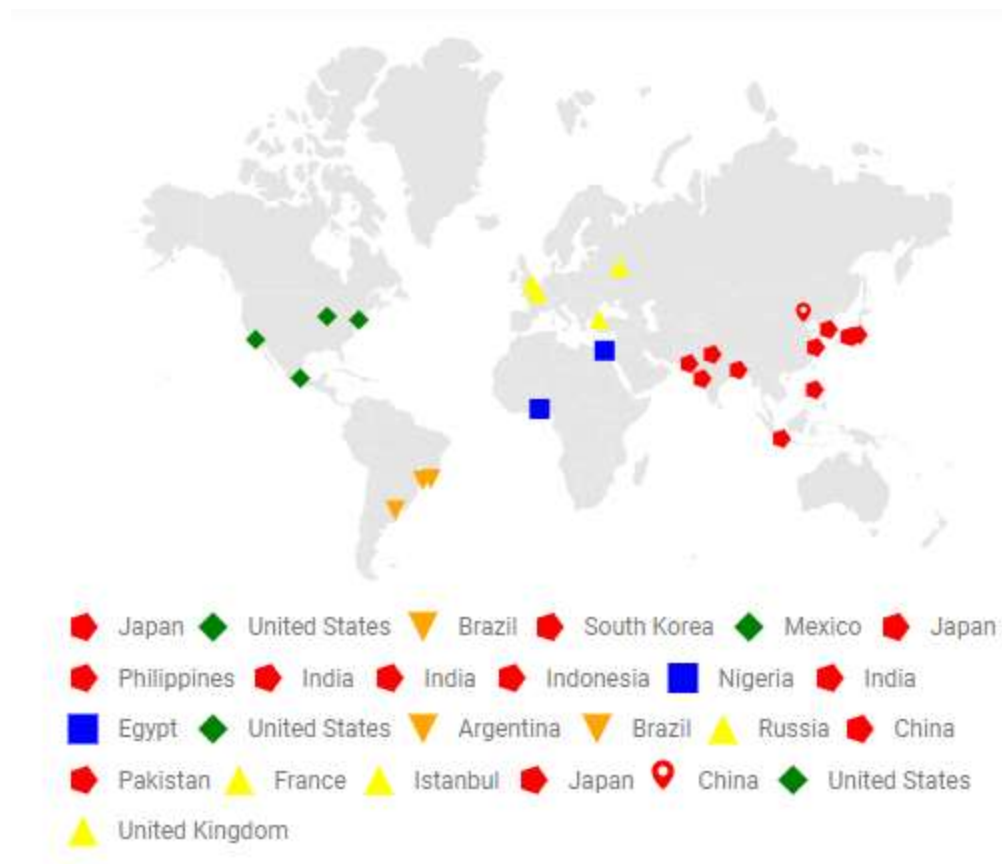 Japan United States Brazil South Korea Mexico Japan
Philippines India India Indonesia Nigeria India
Egypt United States Argentina Brazil Russia China
Pakistan France Istanbul Japan China United States
United Kingdom